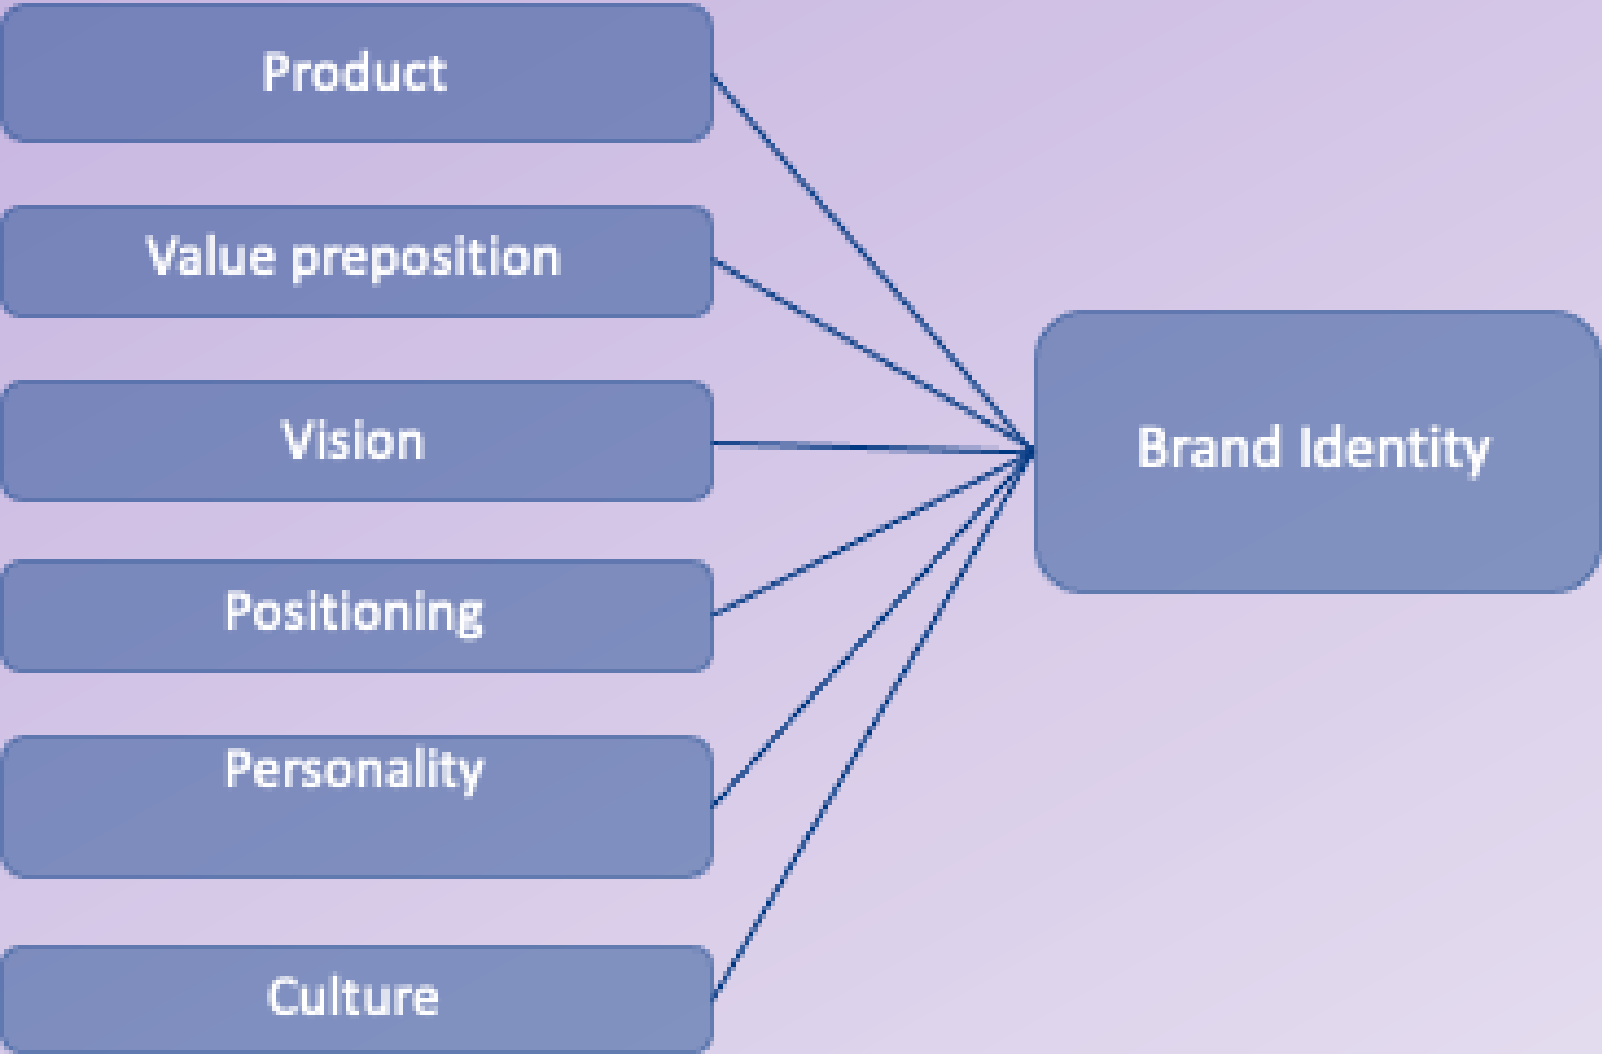 Product
Value preposition
Vision
Positioning
Personality
Culture
Brand Identity